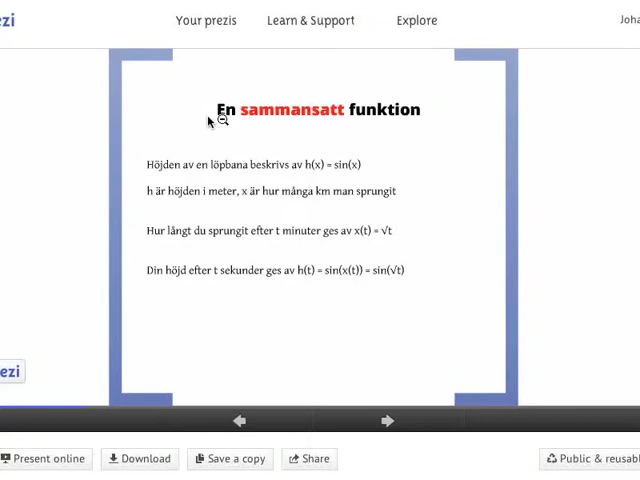 ezi
Your prezis
Learn & Support
Explore
Joha
En sammansatt funktion
Höjden av en löpbana beskrivs av h(x) = sin(x)
h är höjden i meter, x är hur många km man sprungit
Hur långt du sprungit efter t minuter ges av x(t) = √t
Din höjd efter t sekunder ges av h(t) = sin(x(t)) = sin(√t)
ezi
Present online
Download
Save a copy
Share
Public & reusabl